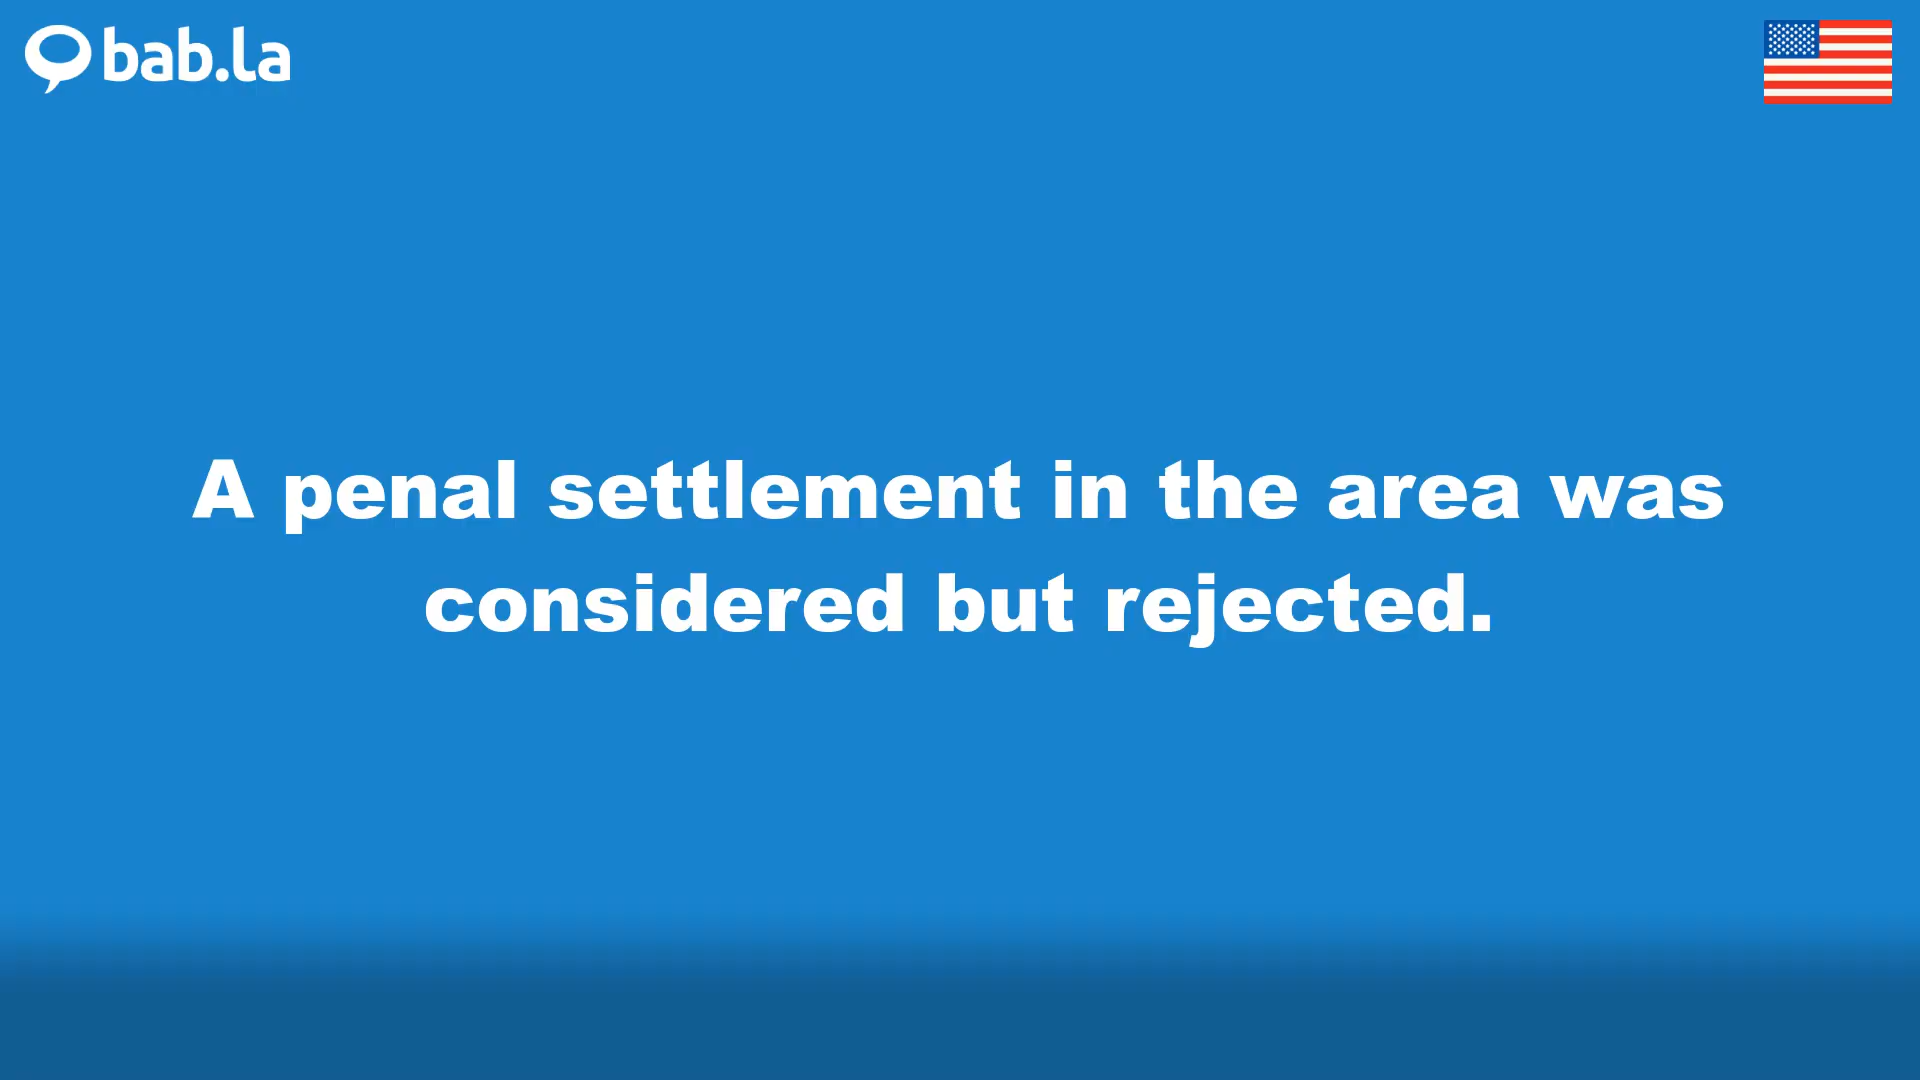 bab.la
A penal settlement in the area was
considered but rejected.